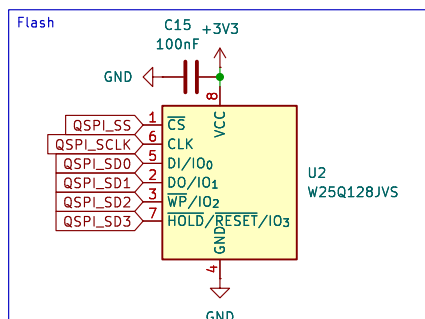 Flash
C15
100nF
+3V3
GND
8
VCC
QSPI_SS 1 CS
QSPI_SCLK 6 CLK
QSPI_SD0 5 DI/IO0
QSPI_SD1 2 DO/IO1
QSPI_SD2 3 WP/IO2
QSPI_SD3 7 HOLD/RESET/IO3
U2
W25Q128JVS
GND
4
GND